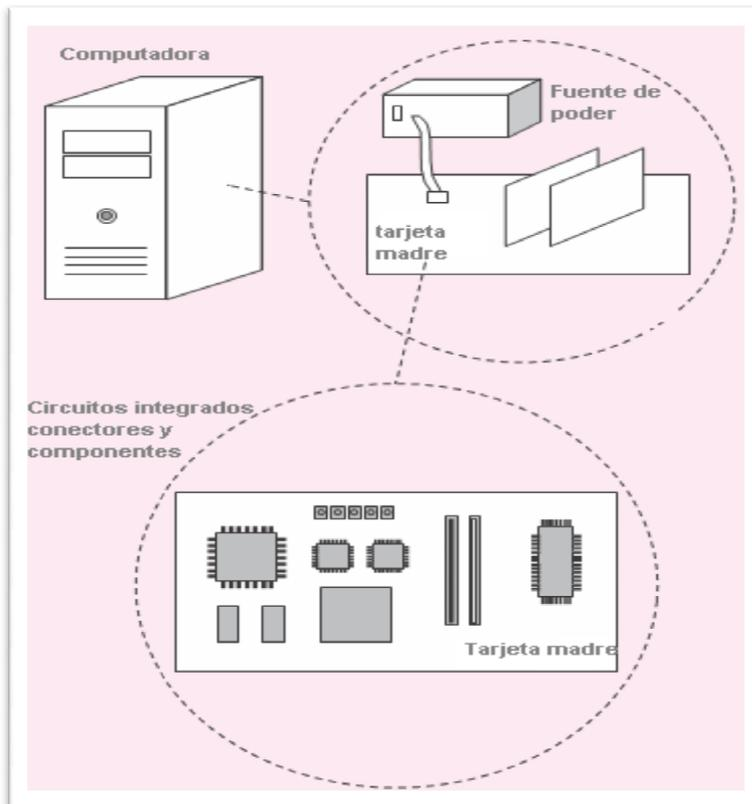 Computadora
Fuente de
poder
tarjeta
madre
Circuitos integrados
conectores y
componentes
Tarjeta madre